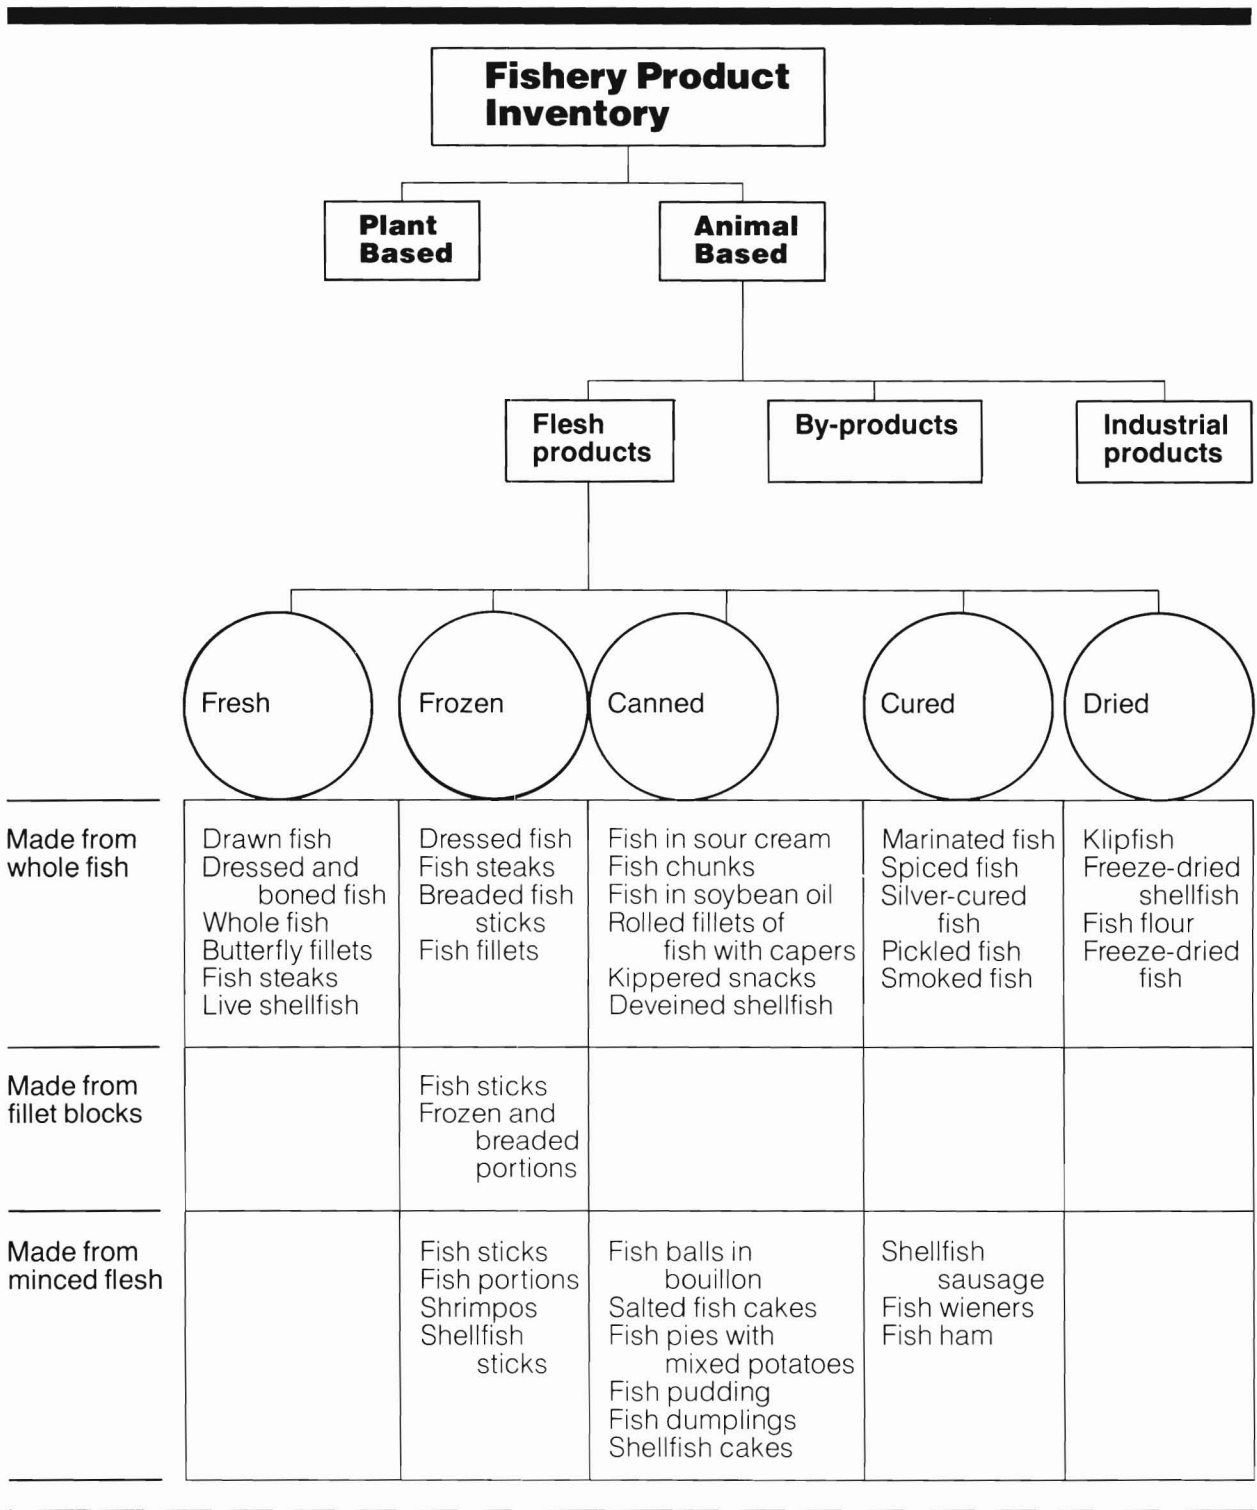 Fishery Product
Inventory
Plant
Based
Animal
Based
Flesh
products
By-products
Industrial
products
Fresh
Frozen
Canned
Cured
Dried
Made from
whole fish
Drawn fish
Dressed and
boned fish
Whole fish
Butterfly fillets
Fish steaks
Live shellfish
Dressed fish
Fish steaks
Breaded fish
sticks
Fish fillets
Fish in sour cream
Fish chunks
Fish in soybean oil
Rolled fillets of
fish with capers
Kippered snacks
Deveined shellfish
Marinated fish
Spiced fish
Silver-cured
fish
Pickled fish
Smoked fish
Klipfish
Freeze-dried
shellfish
Fish flour
Freeze-dried
fish
Made from
fillet blocks
Fish sticks
Frozen and
breaded
portions
Made from
minced flesh
Fish sticks
Fish portions
Shrimpos
Shellfish
sticks
Fish balls in
bouillon
Salted fish cakes
Fish pies with
mixed potatoes
Fish pudding
Fish dumplings
Shellfish cakes
Shellfish
sausage
Fish wieners
Fish ham